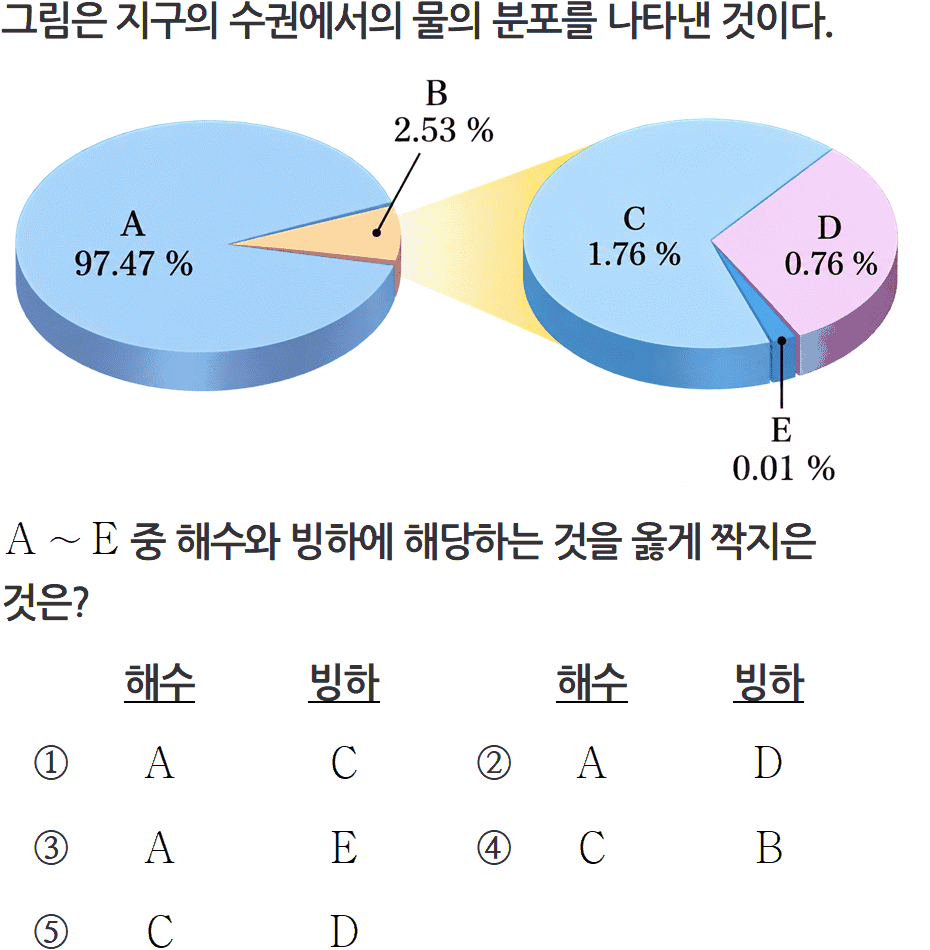 그림은 지구의 수권에서의 물의 분포를 나타낸 것이다.
B
2.53 %
A
97.47 %
C
1.76 %
D
0.76 %
E
0.01 %
A ~ E 중 해수와 빙하에 해당하는 것을 옳게 짝지은
것은?
해수 빙하 해수 빙하
① A C ② A D
③ A E ④ C B
⑤ C D